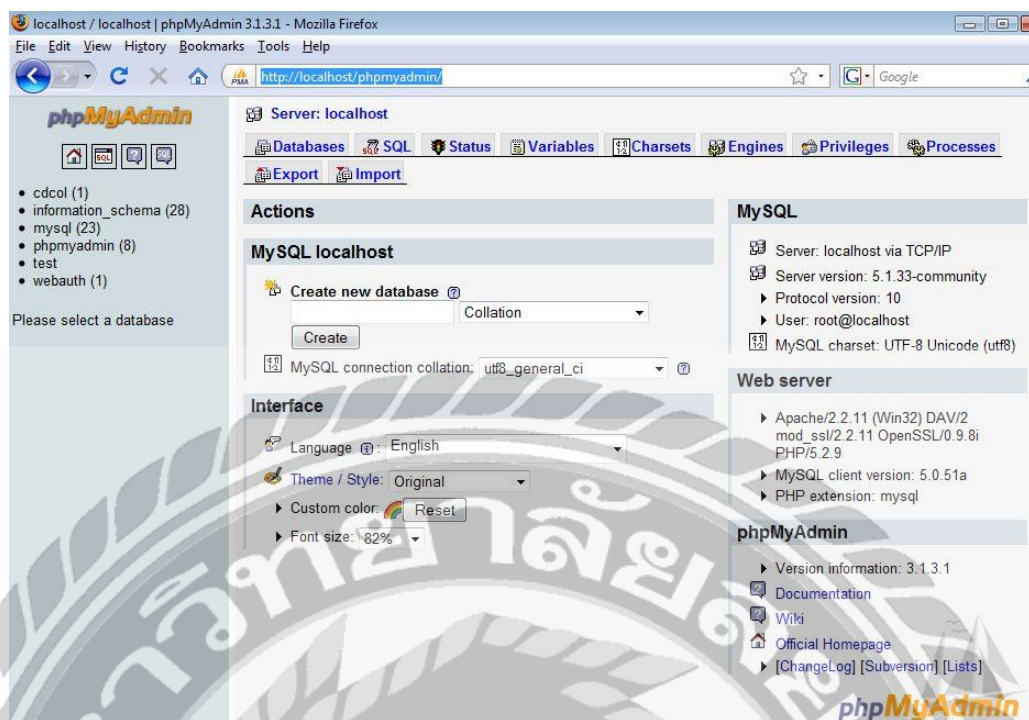 localhost / localhost | phpMyAdmin 3.1.3.1 - Mozilla Firefox
File Edit View History Bookmarks Tools Help
PMA http://localhost/phpmyadmin/
G Google
phpMyAdmin
SQL
cdcol (1)
information_schema (28)
mysql (23)
phpmyadmin (8)
test
webauth (1)
Please select a database
Server: localhost
Databases SQL Status Variables Charsets Engines Privileges Processes
Export Import
Actions
MySQL localhost
Create new database
Collation
Create
MySQL connection collation: utf8_general_ci
Interface
Language : English
Theme / Style: Original
Custom color: Reset
Font size: 82%
MySQL
Server: localhost via TCP/IP
Server version: 5.1.33-community
Protocol version: 10
User: root@localhost
MySQL charset: UTF-8 Unicode (utf8)
Web server
Apache/2.2.11 (Win32) DAV/2
mod_ssl/2.2.11 OpenSSL/0.9.8i
PHP/5.2.9
MySQL client version: 5.0.51a
PHP extension: mysql
phpMyAdmin
Version information: 3.1.3.1
Documentation
Wiki
Official Homepage
[ChangeLog] [Subversion] [Lists]
phpMyAdmin